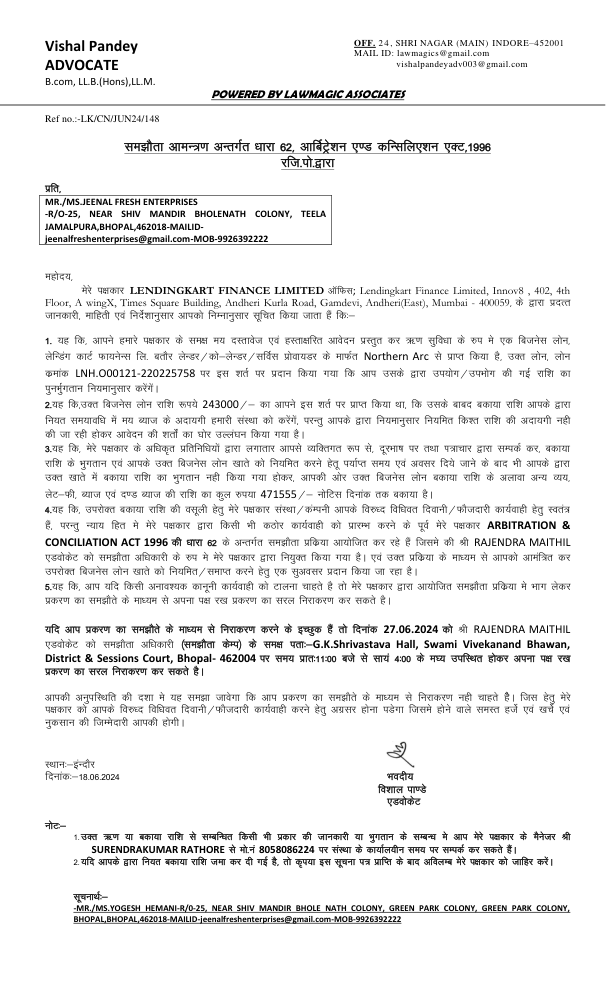 Vishal Pandey
ADVOCATE
B.com, LL.B.(Hons),LL.M.
OFF. 24, SHRI NAGAR (MAIN) INDORE–452001
MAIL ID: lawmagics@gmail.com
vishalpandeyadv003@gmail.com
POWERED BY LAWMAGIC ASSOCIATES
Ref no.:-LK/CN/JUN24/148
समझौता आमन्त्रण अन्तर्गत धारा 62, आर्बिट्रेशन एण्ड कन्सिलिएशन एक्ट,1996
रजि.पो.द्वारा
प्रति,
MR./MS.JEENAL FRESH ENTERPRISES
-R/O-25, NEAR SHIV MANDIR BHOLENATH COLONY, TEELA
JAMALPURA,BHOPAL,462018-MAILID-
jeenalfreshenterprises@gmail.com-MOB-9926392222
महोदय,
मेरे पक्षकार LENDINGKART FINANCE LIMITED ऑफिस; Lendingkart Finance Limited, Innov8 , 402, 4th
Floor, A wingX, Times Square Building, Andheri Kurla Road, Gamdevi, Andheri(East), Mumbai - 400059, के द्वारा प्रदत्त
जानकारी, माहिती एवं निर्देशानुसार आपको निम्नानुसार सूचित किया जाता हैं किः–
1. यह कि, आपने हमारे पक्षकार के समक्ष मय दस्तावेज एवं हस्ताक्षरित आवेदन प्रस्तुत कर ऋण सुविधा के रुप मे एक बिजनेस लोन,
लेन्डिंग कार्ट फायनेन्स लि. बतौर लेन्डर/को–लेन्डर/सर्विस प्रोवायडर के मार्फत Northern Arc से प्राप्त किया है, उक्त लोन, लोन
क्रमांक LNH.O00121-220225758 पर इस शर्त पर प्रदान किया गया कि आप उसके द्वारा उपयोग/उपभोग की गई राशि का
पुनर्भुगतान नियमानुसार करेंगें।
2.यह कि,उक्त बिजनेस लोन राशि रूपये 243000/– का आपने इस शर्त पर प्राप्त किया था, कि उसके बाबद बकाया राशि आपके द्वारा
नियत समयावधि में मय ब्याज के अदायगी हमारी संस्था को करेंगें, परन्तु आपके द्वारा नियमानुसार नियमित किश्त राशि की अदायगी नही
की जा रही होकर आवेदन की शर्तों का घोर उल्लंघन किया गया है।
3.यह कि, मेरे पक्षकार के अधिकृत प्रतिनिधियों द्वारा लगातार आपसे व्यक्तिगत रूप से, दूरभाष पर तथा पत्राचार द्वारा सम्पर्क कर, बकाया
राशि के भुगतान एवं आपके उक्त बिजनेस लोन खाते को नियमित करने हेतू पर्याप्त समय एवं अवसर दिये जाने के बाद भी आपके द्वारा
उक्त खाते में बकाया राशि का भुगतान नही किया गया होकर, आपकी ओर उक्त बिजनेस लोन बकाया राशि के अलावा अन्य व्यय,
लेट–फी, ब्याज एवं दण्ड ब्याज की राशि का कुल रुपया 471555/– नोटिस दिनांक तक बकाया है।
4.यह कि, उपरोक्त बकाया राशि की वसूली हेतु मेरे पक्षकार संस्था/कंम्पनी आपके विरुध्द विधिवत दिवानी/फौजदारी कार्यवाही हेतु स्वतंत्र
हैं, परन्तु न्याय हित मे मेरे पक्षकार द्वारा किसी भी कठोर कार्यवाही को प्रारम्भ करने के पूर्व मेरे पक्षकार ARBITRATION &
CONCILIATION ACT 1996 की धारा 62 के अन्तर्गत समझौता प्रक्रिया आयोजित कर रहे हैं जिसमे की श्री RAJENDRA MAITHIL
एडवोकेट को समझौता अधिकारी के रुप मे मेरे पक्षकार द्वारा नियुक्त किया गया है। एवं उक्त प्रक्रिया के माध्यम से आपको आमंत्रित कर
उपरोक्त बिजनेस लोन खाते को नियमित/समाप्त करने हेतु एक सुअवसर प्रदान किया जा रहा है।
5.यह कि, आप यदि किसी अनावश्यक कानूनी कार्यवाही को टालना चाहते है तो मेरे पक्षकार द्वारा आयोजित समझौता प्रक्रिया मे भाग लेकर
प्रकरण का समझौते के माध्यम से अपना पक्ष रख प्रकरण का सरल निराकरण कर सकते है।
यदि आप प्रकरण का समझौते के माध्यम से निराकरण करने के इच्छुक हैं तो दिनांक 27.06.2024 को श्री RAJENDRA MAITHIL
एडवोकेट को समझौता अधिकारी (समझौता केम्प) के समक्ष पताः–G.K.Shrivastava Hall, Swami Vivekanand Bhawan,
District & Sessions Court, Bhopal- 462004 पर समय प्रातः11:00 बजे से सायं 4:00 के मध्य उपस्थित होकर अपना पक्ष रख
प्रकरण का सरल निराकरण कर सकते है।
आपकी अनुपस्थिति की दशा मे यह समझा जावेगा कि आप प्रकरण का समझौते के माध्यम से निराकरण नही चाहते हैै। जिस हेतु मेरे
पक्षकार को आपके विरुध्द विधिवत दिवानी/फौजदारी कार्यवाही करने हेतु अग्रसर होना पडेगा जिसमे होने वाले समस्त हर्जे एवं खर्चे एवं
नुकसान की जिम्मेदारी आपकी होगी।
स्थानः–इंन्दौर
दिनांकः–18.06.2024
भवदीय
विशाल पाण्डे
एडवोकेट
नोटः–
1.उक्त ऋण या बकाया राशि से सम्बन्धित किसी भी प्रकार की जानकारी या भुगतान के सम्बन्ध मे आप मेरे पक्षकार के मैनेजर श्री
SURENDRAKUMAR RATHORE से मो.नं 8058086224 पर संस्था के कार्यालयीन समय पर सम्पर्क कर सकते हैं।
2.यदि आपके द्वारा नियत बकाया राशि जमा कर दी गई है, तो कृपया इस सूचना पत्र प्राप्ति के बाद अविलम्ब मेरे पक्षकार को जाहिर करें।
सूचनार्थः–
-MR./MS.YOGESH HEMANI-R/0-25, NEAR SHIV MANDIR BHOLE NATH COLONY, GREEN PARK COLONY, GREEN PARK COLONY,
BHOPAL,BHOPAL,462018-MAILID-jeenalfreshenterprises@gmail.com-MOB-9926392222